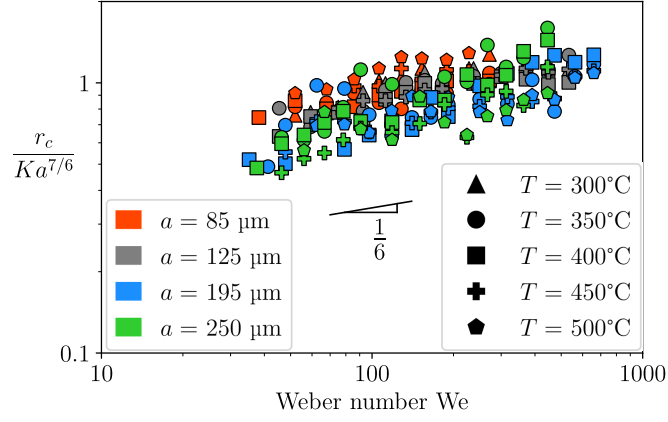 1
r_c
Ka^{7/6}
0.1
a = 85 µm
a = 125 µm
a = 195 µm
a = 250 µm
1
6
T = 300°C
T = 350°C
T = 400°C
T = 450°C
T = 500°C
10 100 1000
Weber number We